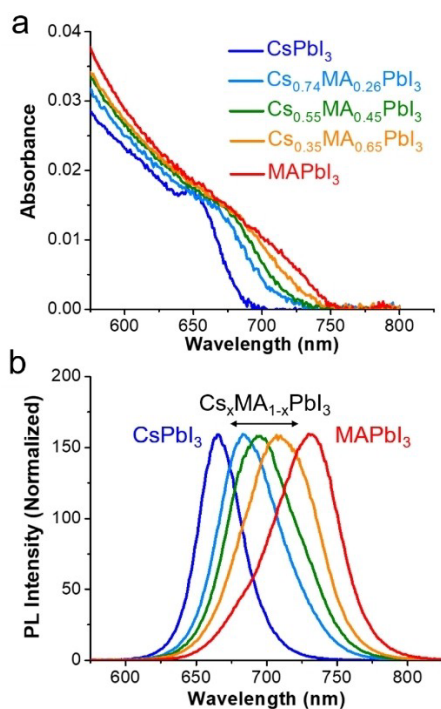 a
0.04
0.03
0.02
0.01
0.00
Absorbance
CsPbI₃
Cs₀.₇₄MA₀.₂₆PbI₃
Cs₀.₅₅MA₀.₄₅PbI₃
Cs₀.₃₅MA₀.₆₅PbI₃
MAPbI₃
600 650 700 750 800
Wavelength (nm)
b
200
150
100
50
0
PL Intensity (Normalized)
CsₓMA₁₋ₓPbI₃
CsPbI₃ MAPbI₃
600 650 700 750 800
Wavelength (nm)